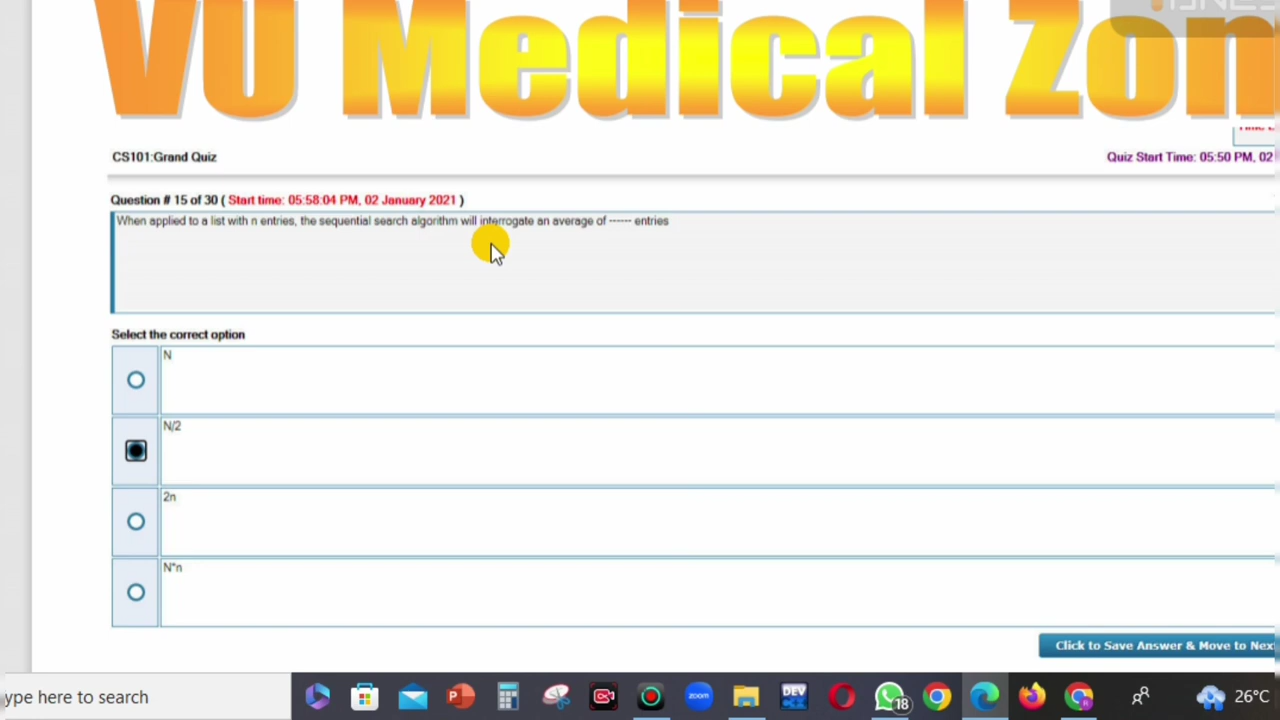 VU Medical Zon
CS101:Grand Quiz
Quiz Start Time: 05:50 PM, 02
Question # 15 of 30 ( Start time: 05:58:04 PM, 02 January 2021 )
When applied to a list with n entries, the sequential search algorithm will interrogate an average of ------ entries
Select the correct option
N
N/2
2n
N*n
Click to Save Answer & Move to Nex
ype here to search
zoom
DEV
18
26°C